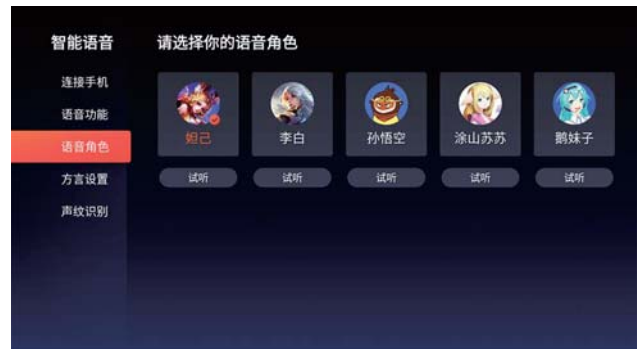 智能语音
连接手机
语音功能
语音角色
方言设置
声纹识别
请选择你的语音角色
妲己
李白
孙悟空
涂山苏苏
鹅妹子
试听
试听
试听
试听
试听